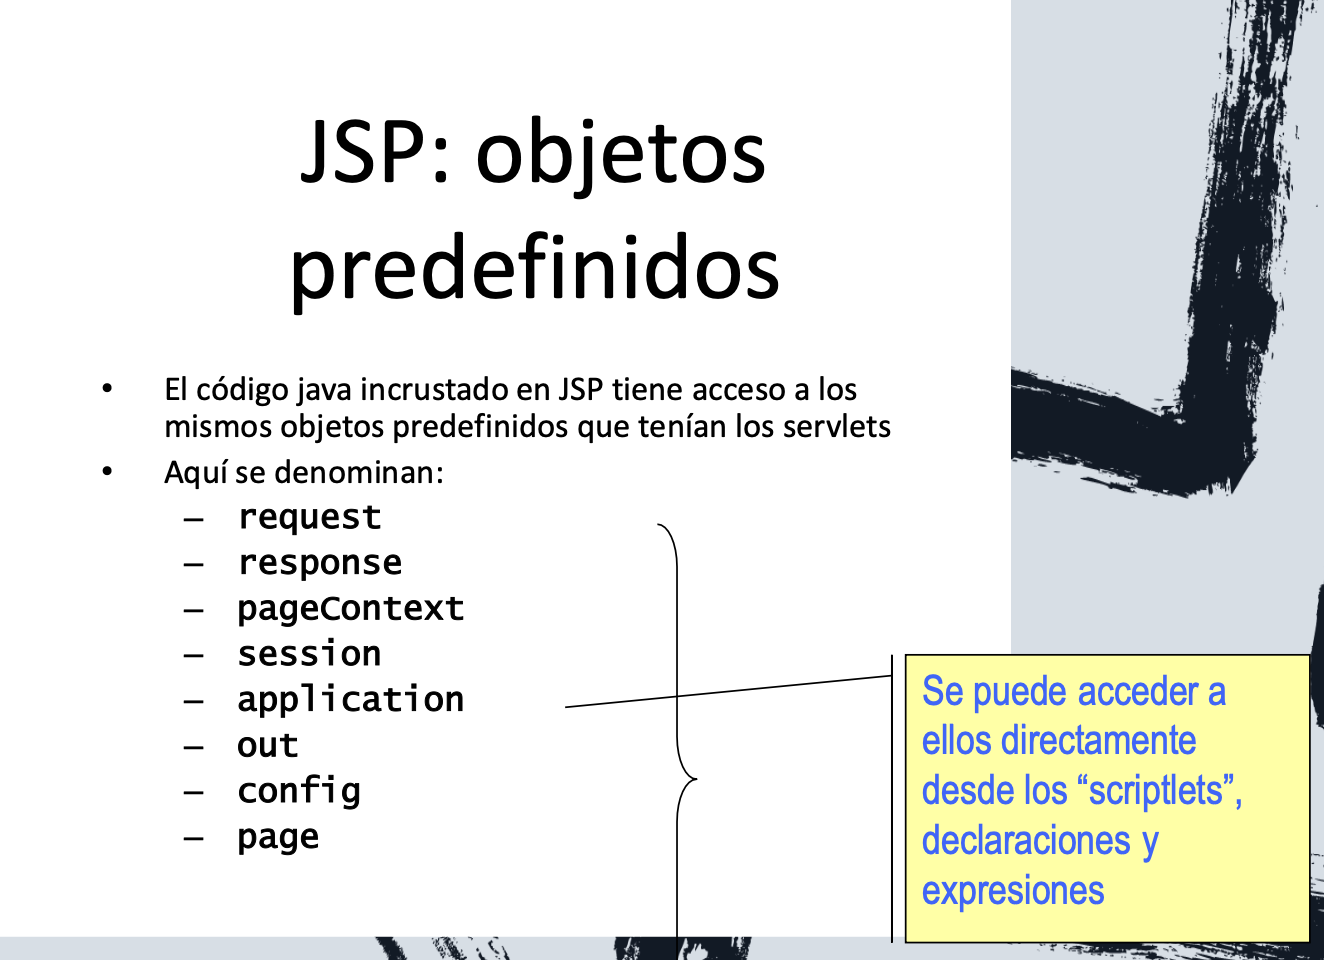 JSP: objetos
predefinidos
• El código java incrustado en JSP tiene acceso a los
mismos objetos predefinidos que tenían los servlets
• Aquí se denominan:
– request
– response
– pageContext
– session
– application
– out
– config
– page
Se puede acceder a
ellos directamente
desde los “scriptlets”,
declaraciones y
expresiones